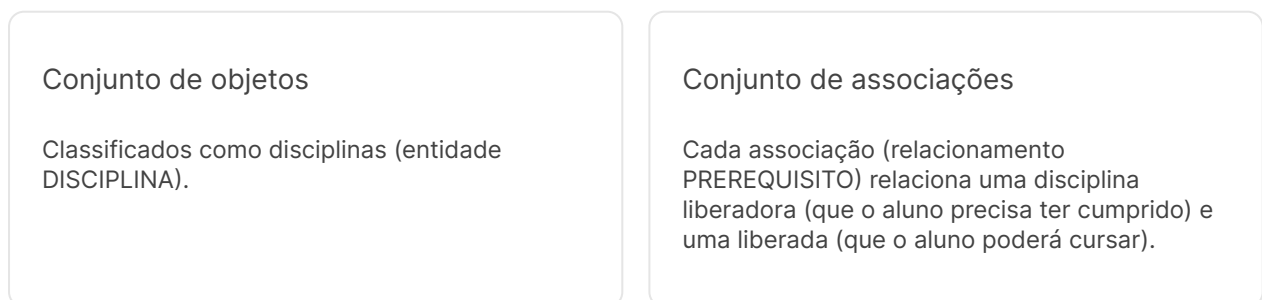 Conjunto de objetos
Classificados como disciplinas (entidade
DISCIPLINA).
Conjunto de associações
Cada associação (relacionamento
PREREQUISITO) relaciona uma disciplina
liberadora (que o aluno precisa ter cumprido) e
uma liberada (que o aluno poderá cursar).